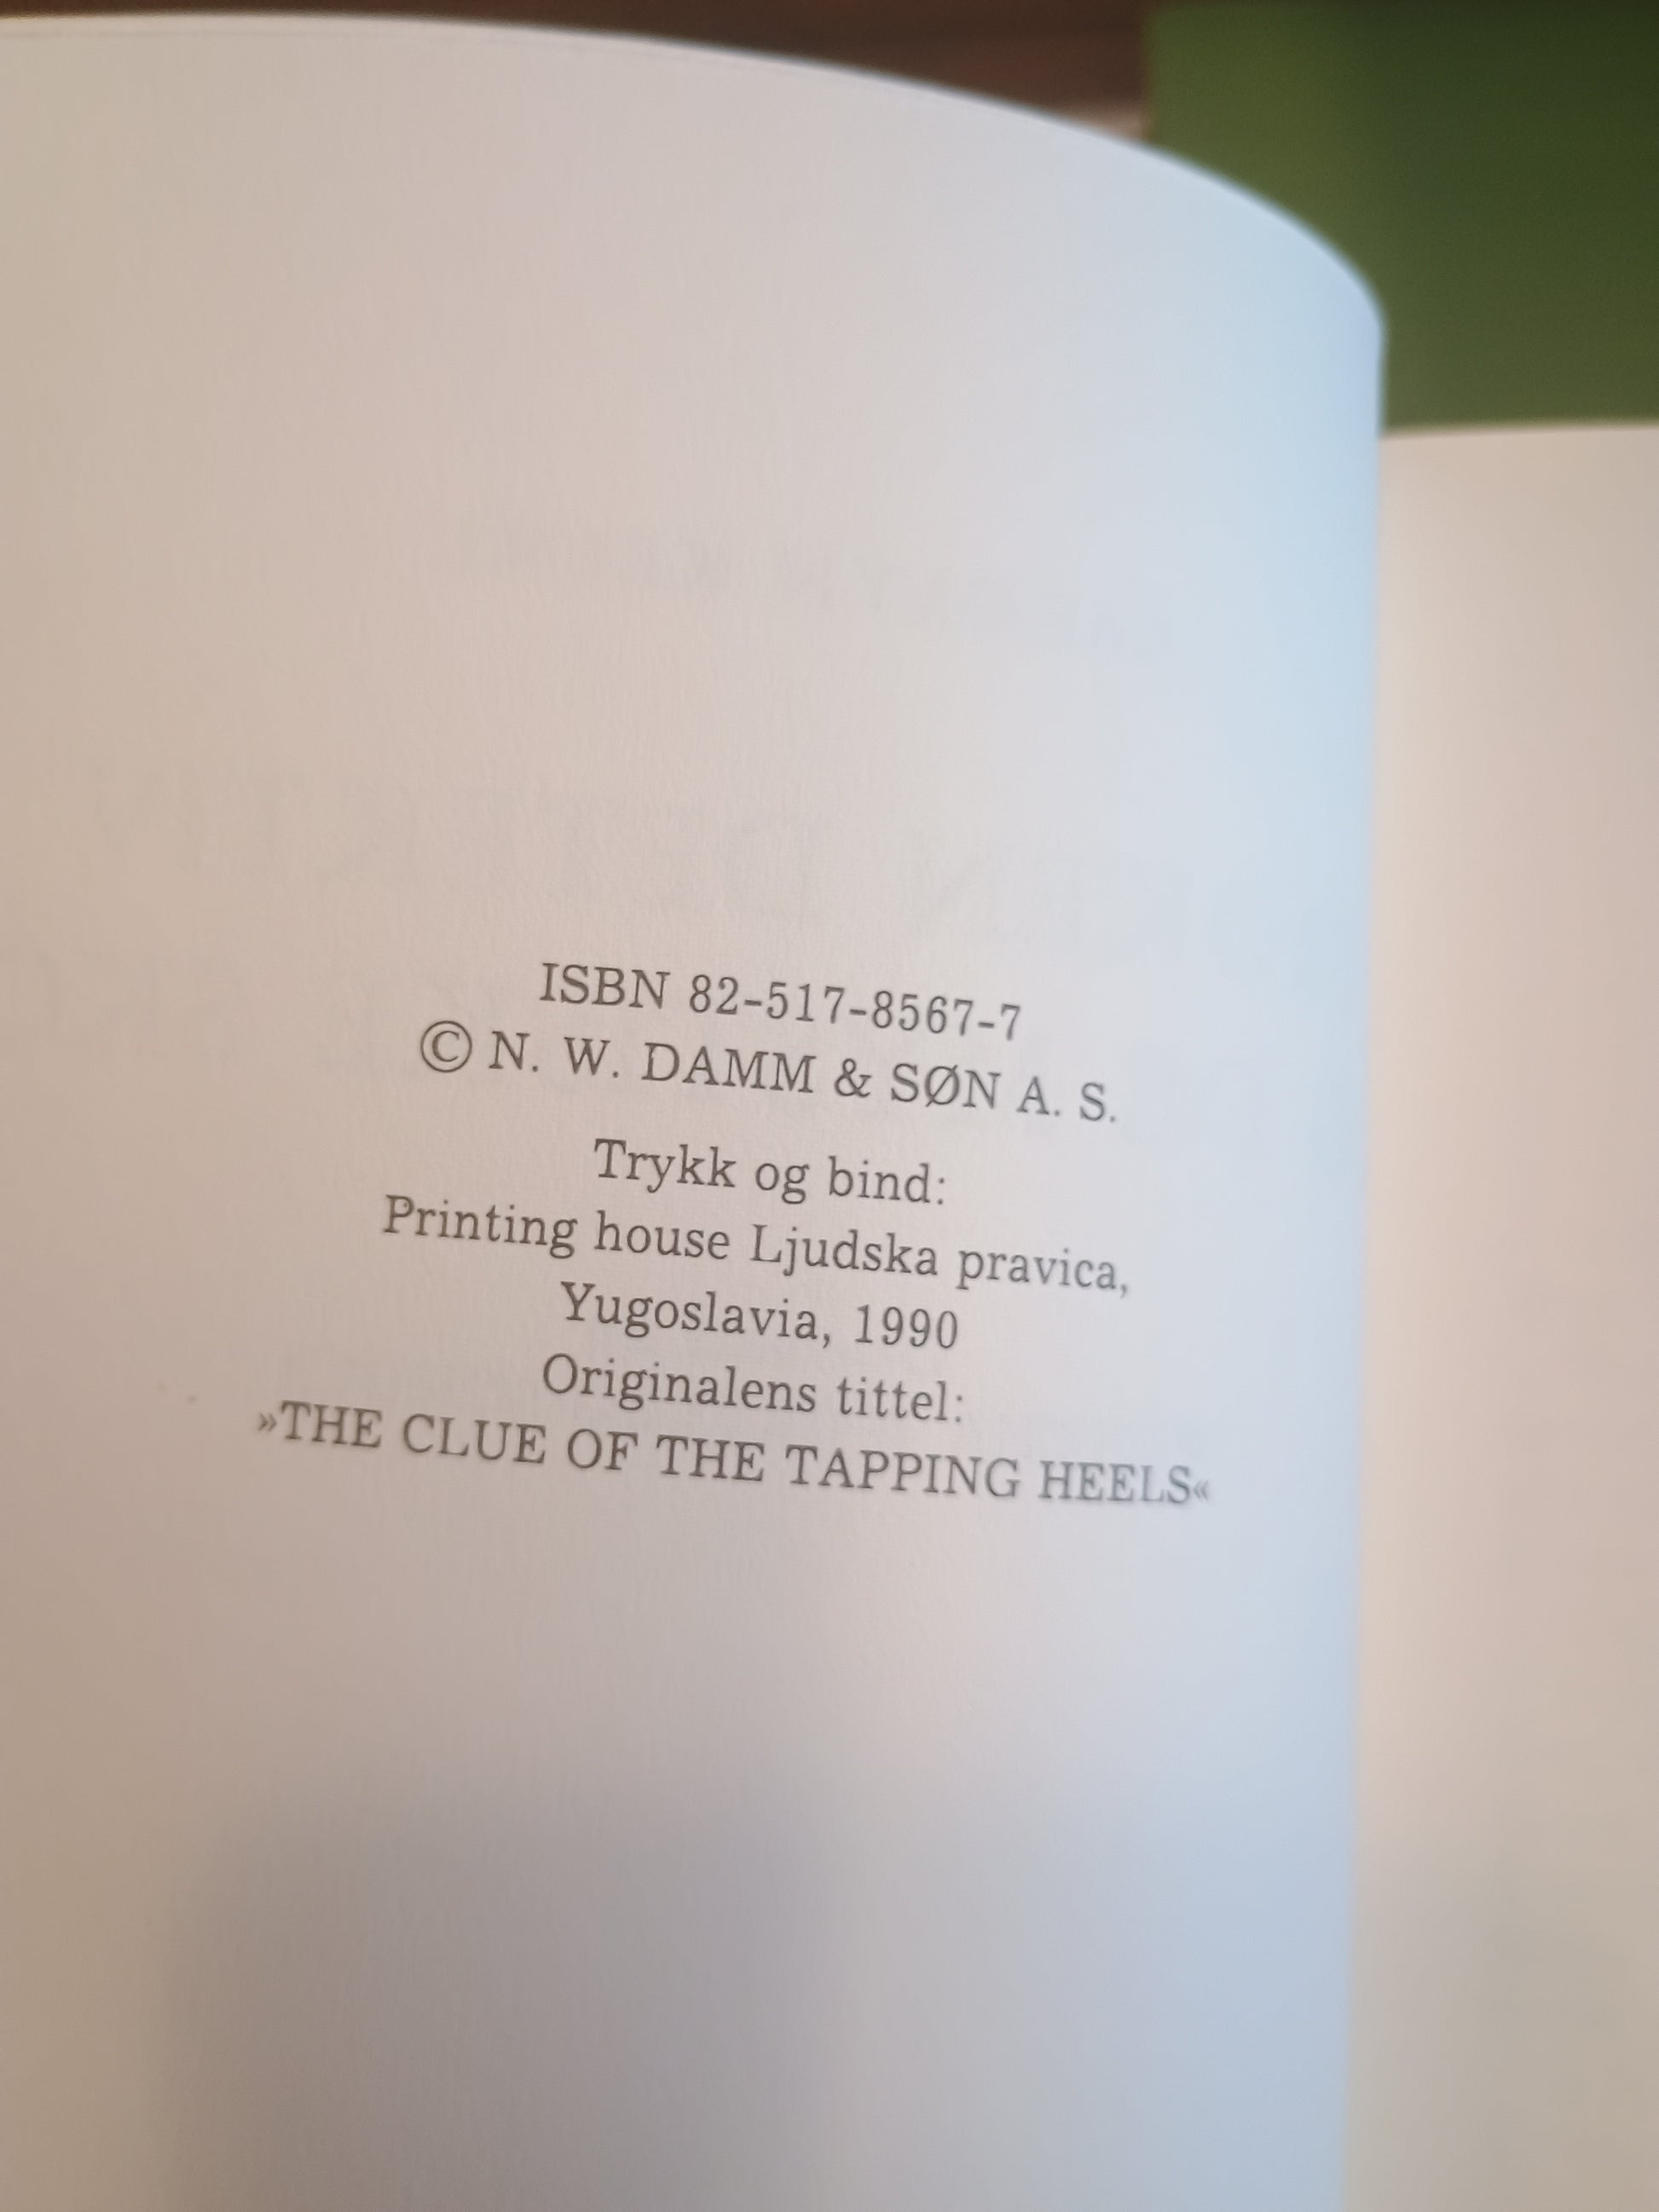 ISBN 82-517-8567-7
© N. W. DAMM & SØN A. S.
Trykk og bind:
Printing house Ljudska pravica,
Yugoslavia, 1990
Originalens tittel:
»THE CLUE OF THE TAPPING HEELS«